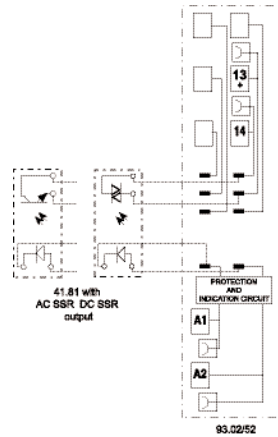 13
+
14
PROTECTION
AND
INDICATION CIRCUIT
A1
A2
41.81 with
AC SSR DC SSR
output
93.02/52